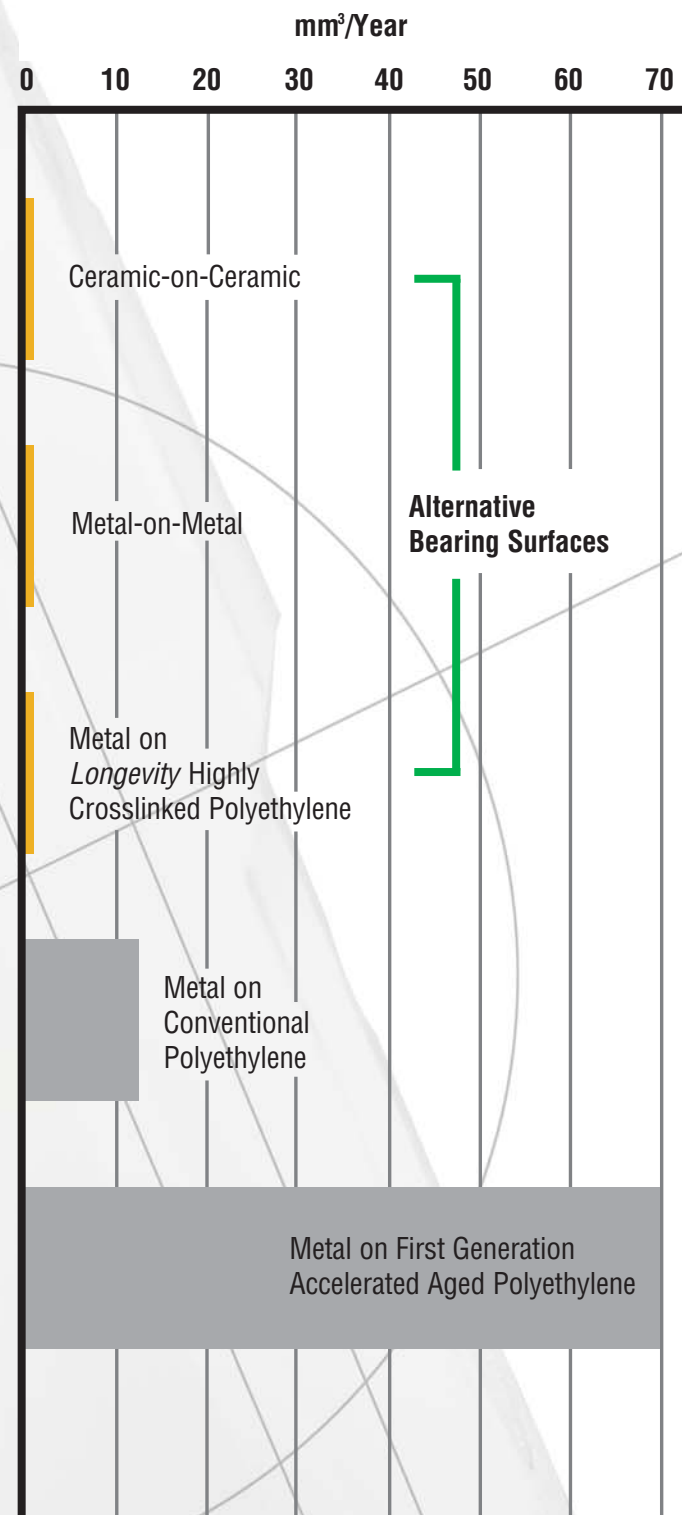 mm³/Year
0 10 20 30 40 50 60 70
Ceramic-on-Ceramic
Metal-on-Metal
Alternative
Bearing Surfaces
Metal on
Longevity Highly
Crosslinked Polyethylene
Metal on
Conventional
Polyethylene
Metal on First Generation
Accelerated Aged Polyethylene